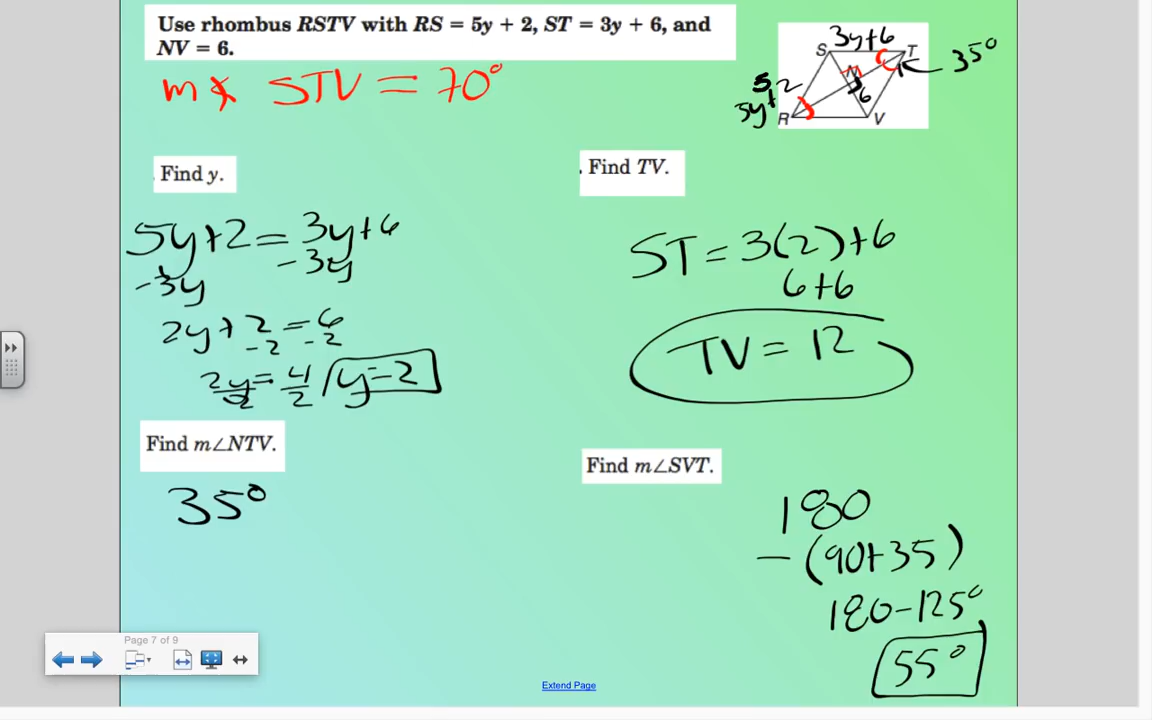 Use rhombus RSTV with RS = 5y + 2, ST = 3y + 6, and
NV = 6.
m∡ STV = 70°
3y+6
S
T
35°
5y+2
6
R
V
Find y.
5y+2=3y+6
-3y -3y
2y+2=6
-2 -2
2y=4
2 2
y=2
. Find TV.
ST=3(2)+6
6+6
TV=12
Find m∠NTV.
35°
Find m∠SVT.
180
-(90+35)
180-125°
55°
Page 7 of 9
Extend Page